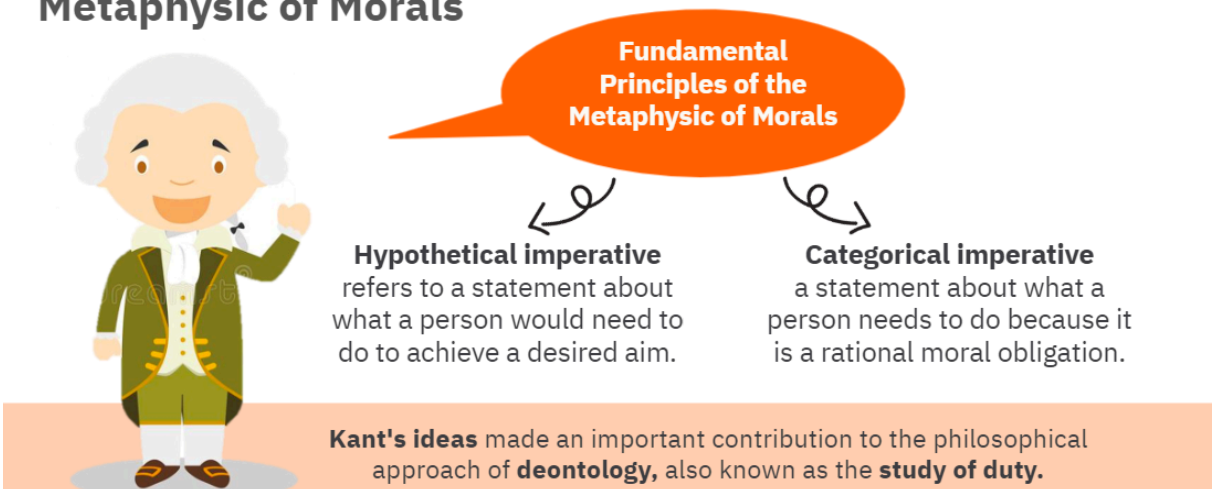 Metaphysic of Morals
Fundamental
Principles of the
Metaphysic of Morals
Hypothetical imperative
refers to a statement about
what a person would need to
do to achieve a desired aim.
Categorical imperative
a statement about what a
person needs to do because it
is a rational moral obligation.
Kant's ideas made an important contribution to the philosophical
approach of deontology, also known as the study of duty.